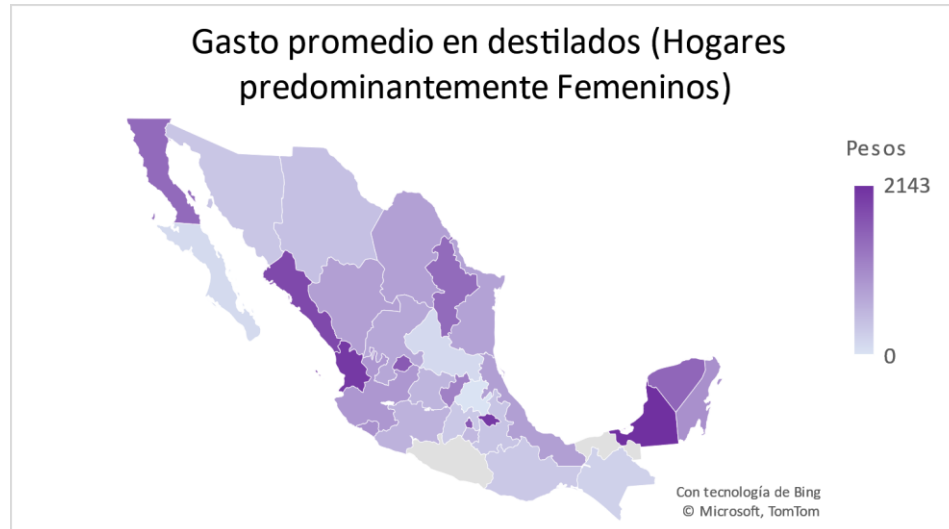 Gasto promedio en destilados (Hogares
predominantemente Femeninos)
Pesos
2143
0
Con tecnología de Bing
© Microsoft, TomTom